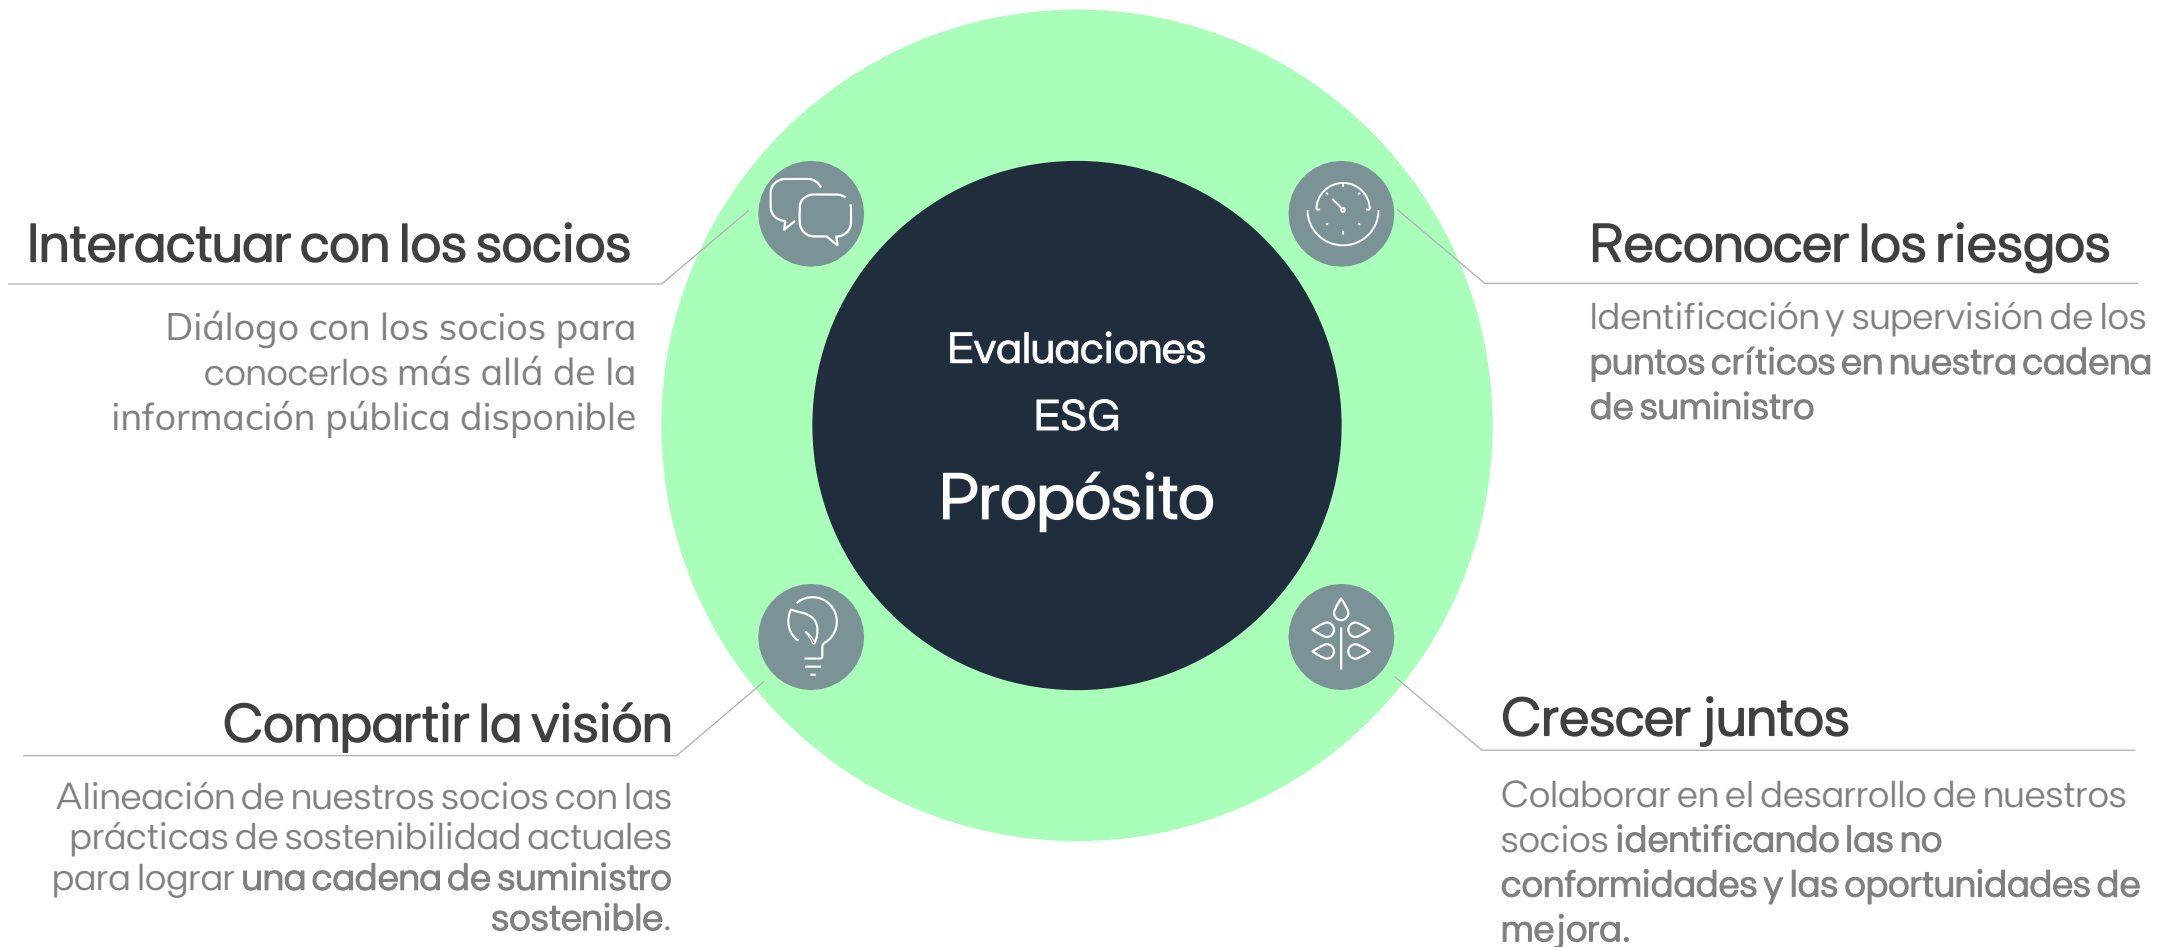 Interactuar con los socios
Diálogo con los socios para
conocerlos más allá de la
información pública disponible
Reconocer los riesgos
Identificación y supervisión de los
puntos críticos en nuestra cadena
de suministro
Evaluaciones
ESG
Propósito
Compartir la visión
Alineación de nuestros socios con las
prácticas de sostenibilidad actuales
para lograr una cadena de suministro
sostenible.
Crescer juntos
Colaborar en el desarrollo de nuestros
socios identificando las no
conformidades y las oportunidades de
mejora.